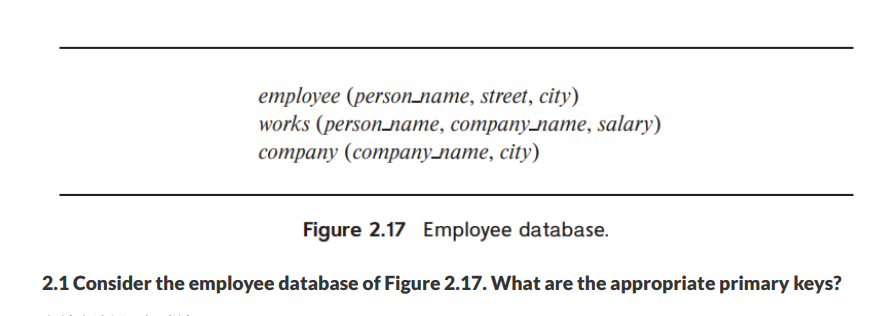 employee (person_name, street, city)
works (person_name, company_name, salary)
company (company_name, city)
Figure 2.17 Employee database.
2.1 Consider the employee database of Figure 2.17. What are the appropriate primary keys?